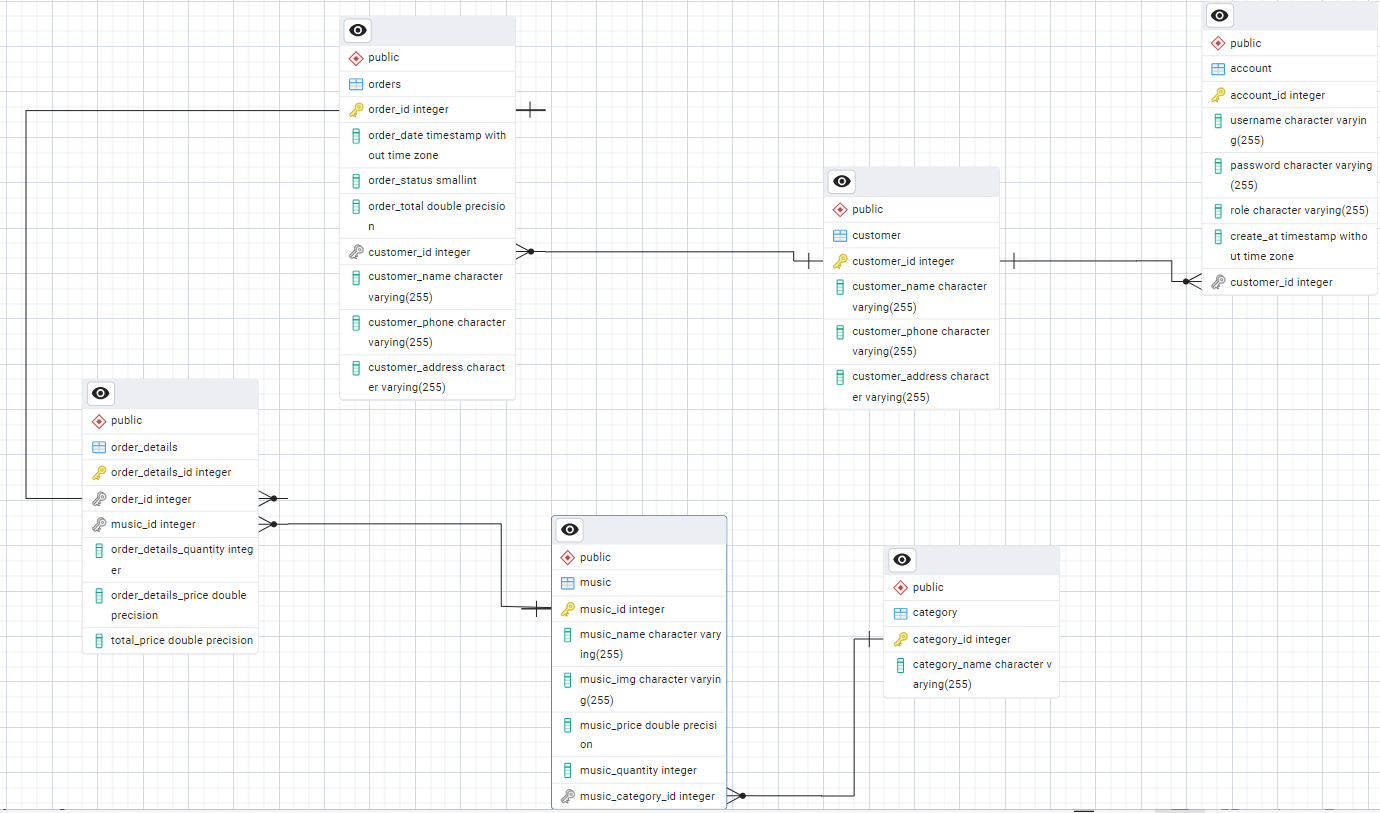 public
orders
order_id integer
order_date timestamp with
out time zone
order_status smallint
order_total double precisio
n
customer_id integer
customer_name character
varying(255)
customer_phone character
varying(255)
customer_address charact
er varying(255)
public
account
account_id integer
username character varyin
g(255)
password character varying
(255)
role character varying(255)
create_at timestamp witho
ut time zone
customer_id integer
public
customer
customer_id integer
customer_name character
varying(255)
customer_phone character
varying(255)
customer_address charact
er varying(255)
public
order_details
order_details_id integer
order_id integer
music_id integer
order_details_quantity integ
er
order_details_price double
precision
total_price double precision
public
music
music_id integer
music_name character vary
ing(255)
music_img character varyin
g(255)
music_price double precisi
on
music_quantity integer
music_category_id integer
public
category
category_id integer
category_name character v
arying(255)